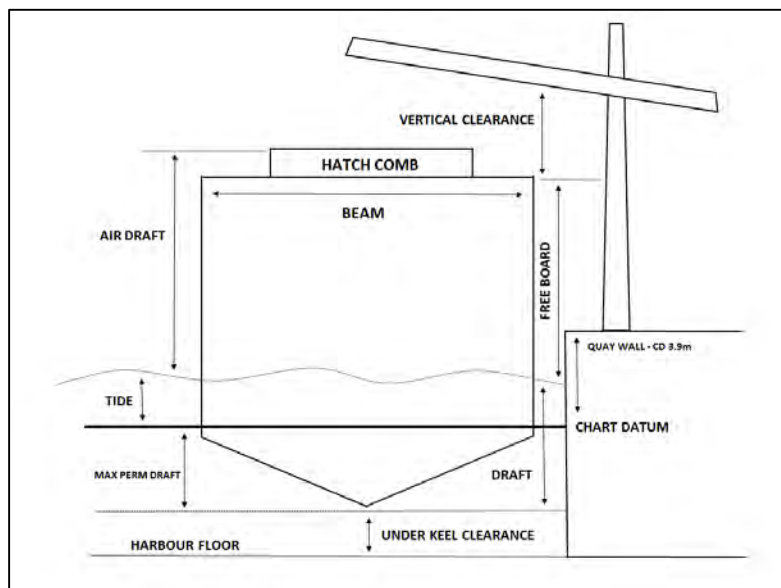 VERTICAL CLEARANCE
HATCH COMB
BEAM
AIR DRAFT
FREE BOARD
QUAY WALL - CD 3.9m
TIDE
CHART DATUM
MAX PERM DRAFT
DRAFT
UNDER KEEL CLEARANCE
HARBOUR FLOOR